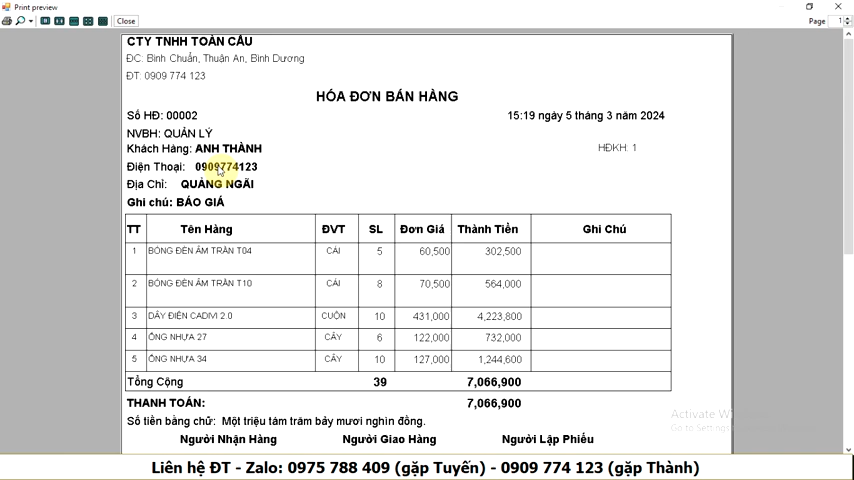 Print preview
Close
Page 1
CTY TNHH TOÀN CẦU
ĐC: Bình Chuẩn, Thuận An, Bình Dương
ĐT: 0909 774 123
HÓA ĐƠN BÁN HÀNG
Số HĐ: 00002
15:19 ngày 5 tháng 3 năm 2024
NVBH: QUẢN LÝ
Khách Hàng: ANH THÀNH
HĐKH: 1
Điện Thoại: 0909774123
Địa Chỉ: QUẢNG NGÃI
Ghi chú: BÁO GIÁ
TT Tên Hàng ĐVT SL Đơn Giá Thành Tiền Ghi Chú
1 BÓNG ĐÈN ÂM TRẦN T04 CÁI 5 60,500 302,500
2 BÓNG ĐÈN ÂM TRẦN T10 CÁI 8 70,500 564,000
3 DÂY ĐIỆN CADIVI 2.0 CUỘN 10 431,000 4,223,800
4 ỐNG NHỰA 27 CÂY 6 122,000 732,000
5 ỐNG NHỰA 34 CÂY 10 127,000 1,244,600
Tổng Cộng 39 7,066,900
THANH TOÁN: 7,066,900
Số tiền bằng chữ: Một triệu tám trăm bảy mươi nghìn đồng.
Người Nhận Hàng Người Giao Hàng Người Lập Phiếu
Activate W
Go to Settings
Liên hệ ĐT - Zalo: 0975 788 409 (gặp Tuyến) - 0909 774 123 (gặp Thành)